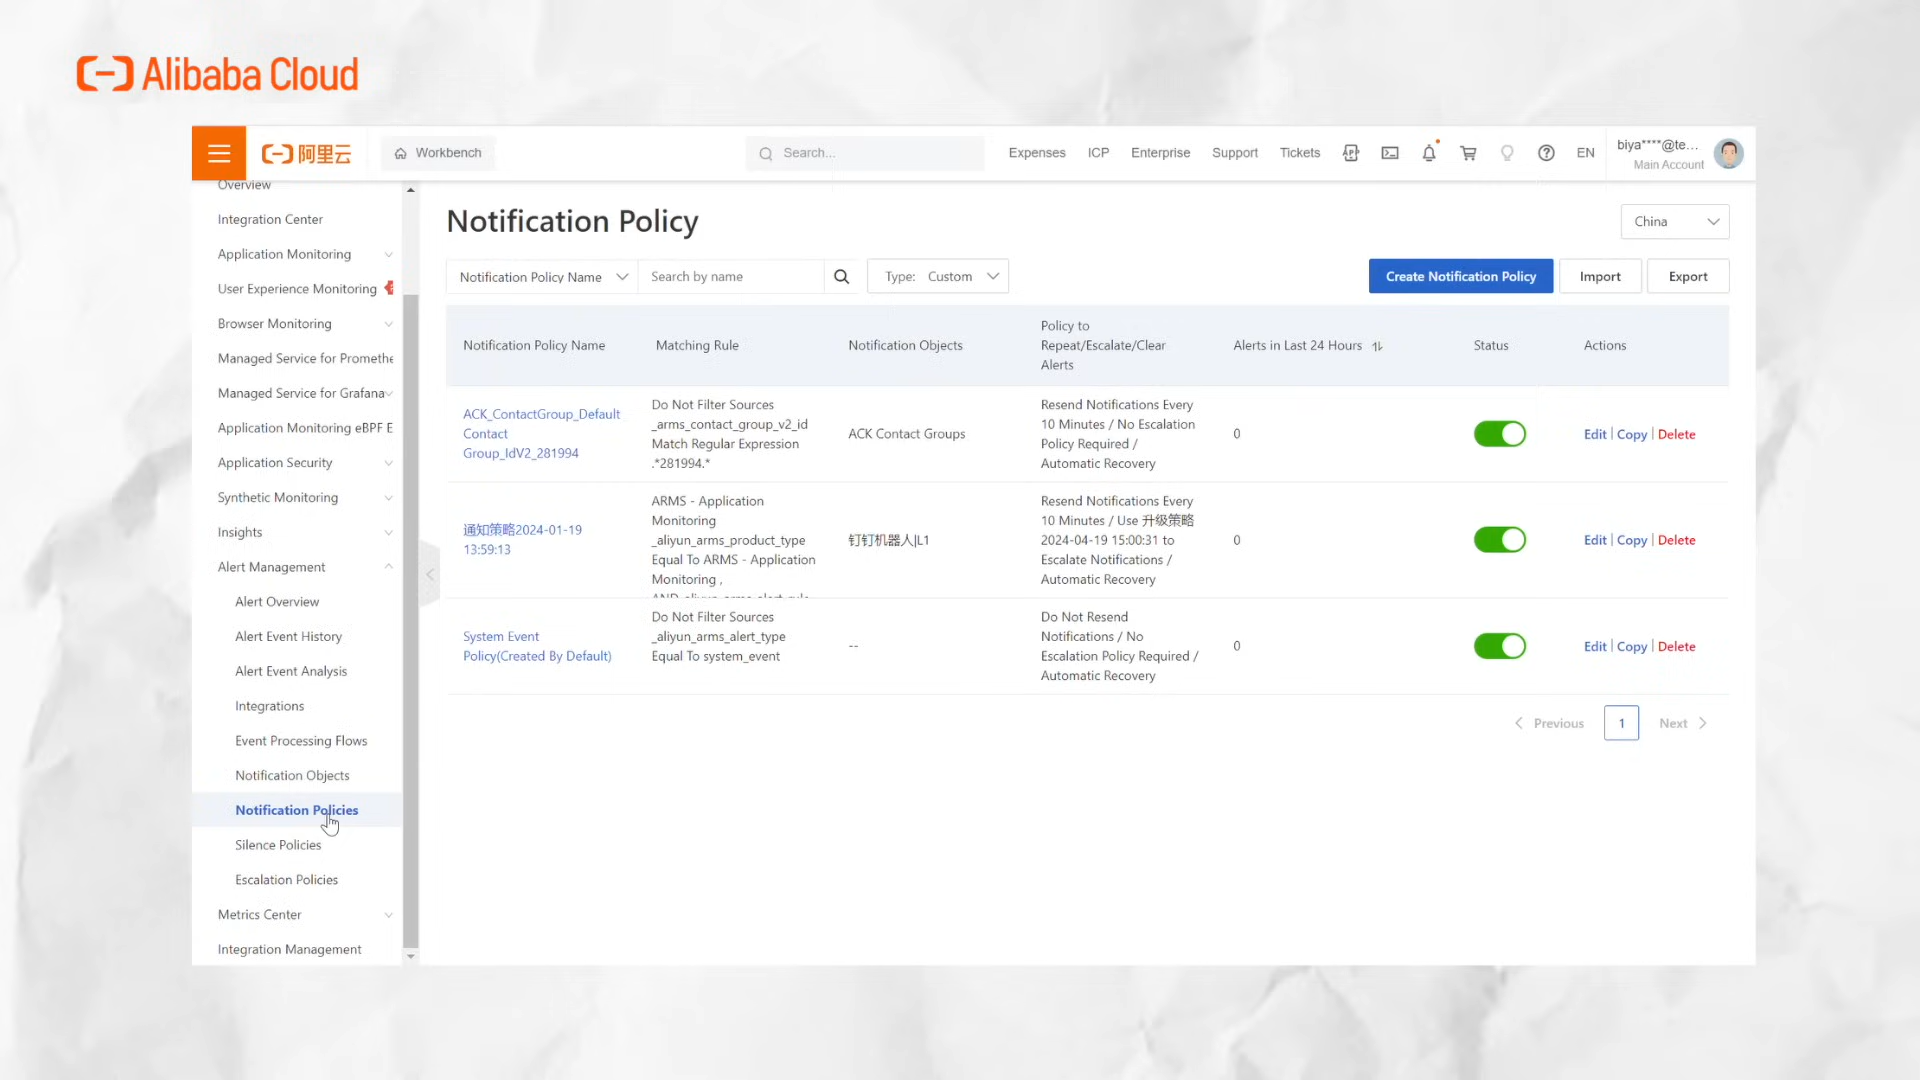 Alibaba Cloud
阿里云
Workbench
Search...
Expenses
ICP
Enterprise
Support
Tickets
EN
biya****@te...
Main Account
Overview
Integration Center
Application Monitoring
User Experience Monitoring
Browser Monitoring
Managed Service for Promethe
Managed Service for Grafana
Application Monitoring eBPF E
Application Security
Synthetic Monitoring
Insights
Alert Management
Alert Overview
Alert Event History
Alert Event Analysis
Integrations
Event Processing Flows
Notification Objects
Notification Policies
Silence Policies
Escalation Policies
Metrics Center
Integration Management
Notification Policy
China
Notification Policy Name
Search by name
Type: Custom
Create Notification Policy
Import
Export
Notification Policy Name
Matching Rule
Notification Objects
Policy to
Repeat/Escalate/Clear
Alerts
Alerts in Last 24 Hours
Status
Actions
ACK_ContactGroup_Default
Contact
Group_IdV2_281994
Do Not Filter Sources
_arms_contact_group_v2_id
Match Regular Expression
.*281994.*
ACK Contact Groups
Resend Notifications Every
10 Minutes / No Escalation
Policy Required /
Automatic Recovery
0
Edit | Copy | Delete
通知策略2024-01-19
13:59:13
ARMS - Application
Monitoring
_aliyun_arms_product_type
Equal To ARMS - Application
Monitoring ,
钉钉机器人|L1
Resend Notifications Every
10 Minutes / Use 升级策略
2024-04-19 15:00:31 to
Escalate Notifications /
Automatic Recovery
0
Edit | Copy | Delete
System Event
Policy(Created By Default)
Do Not Filter Sources
_aliyun_arms_alert_type
Equal To system_event
--
Do Not Resend
Notifications / No
Escalation Policy Required /
Automatic Recovery
0
Edit | Copy | Delete
Previous
1
Next